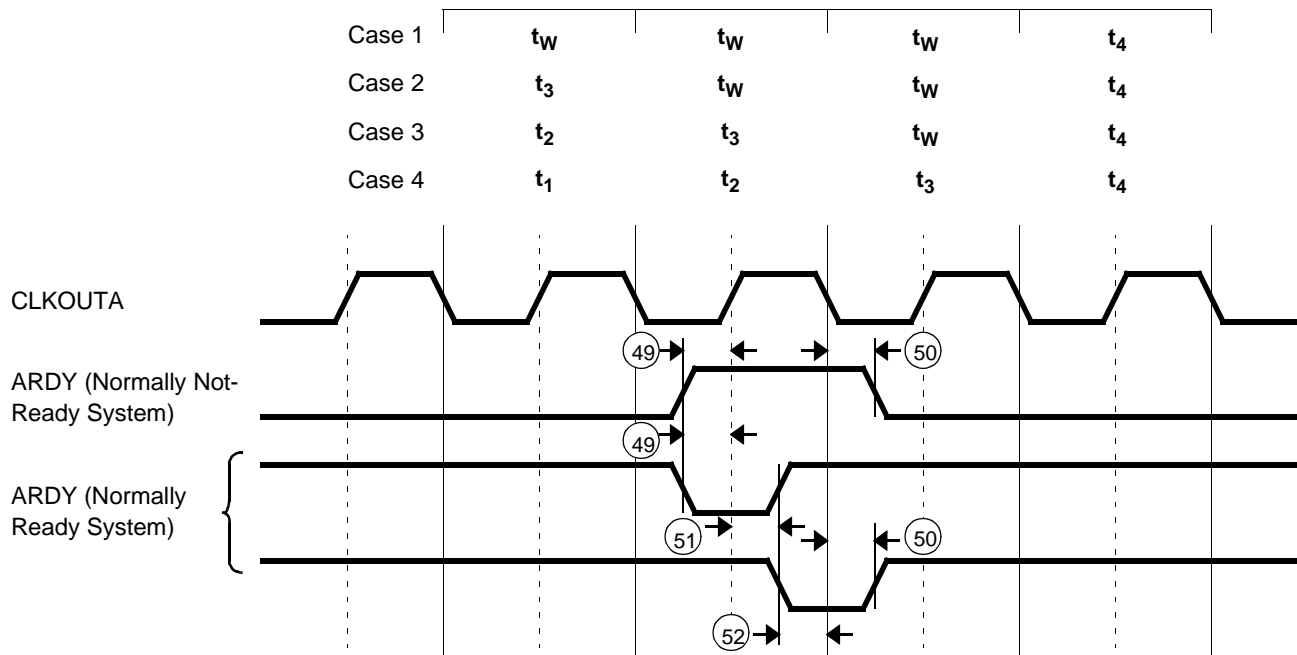 Case 1 tW tW tW t4
Case 2 t3 tW tW t4
Case 3 t2 t3 tW t4
Case 4 t1 t2 t3 t4
CLKOUTA
49 50
ARDY (Normally Not-
Ready System)
49
ARDY (Normally
Ready System)
51 50
52